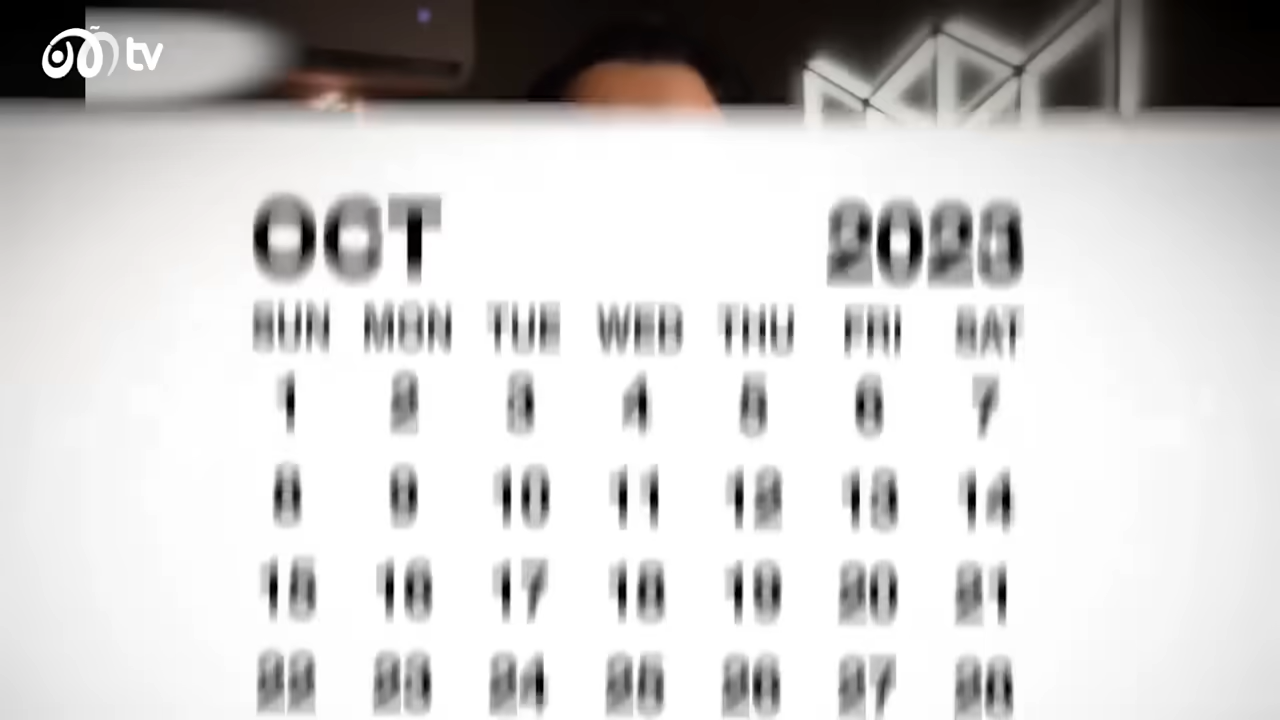 tv
OCT 2023
SUN MON TUE WED THU FRI SAT
1 2 3 4 5 6 7
8 9 10 11 12 13 14
15 16 17 18 19 20 21
22 23 24 25 26 27 28